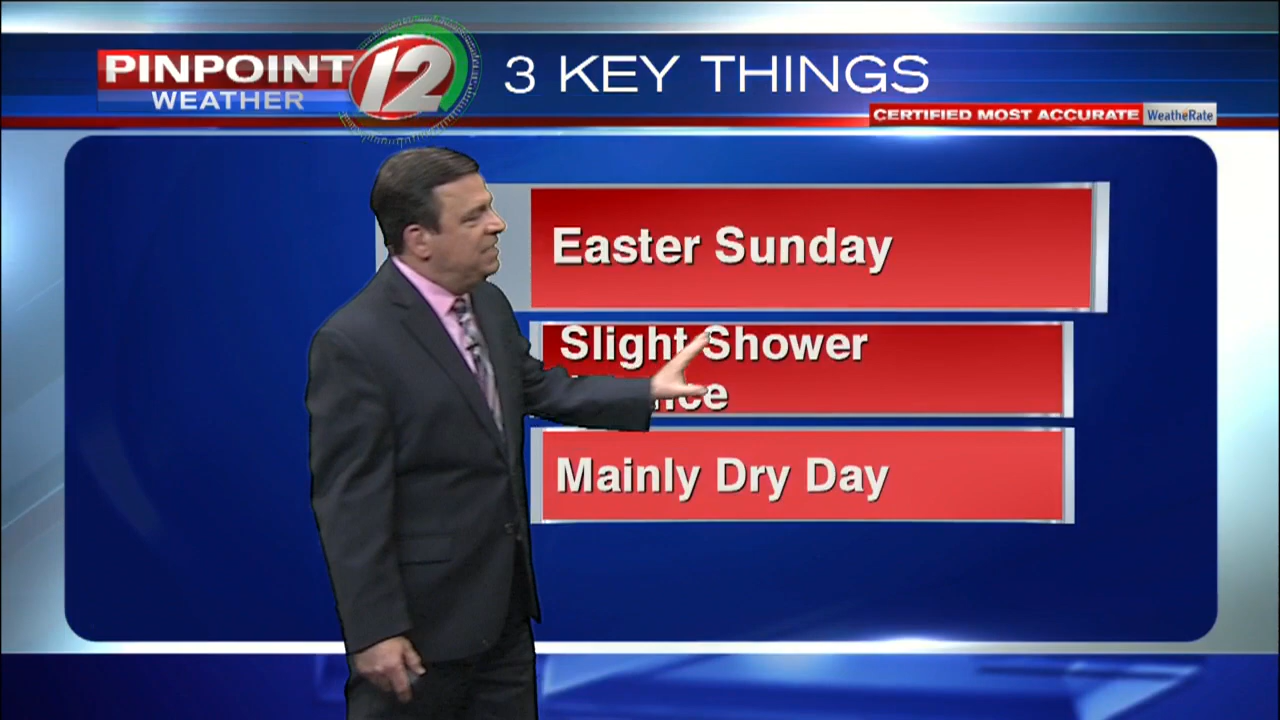 PINPOINT 12
WEATHER
3 KEY THINGS
CERTIFIED MOST ACCURATE WeatheRate
Easter Sunday
Slight Shower
Mainly Dry Day